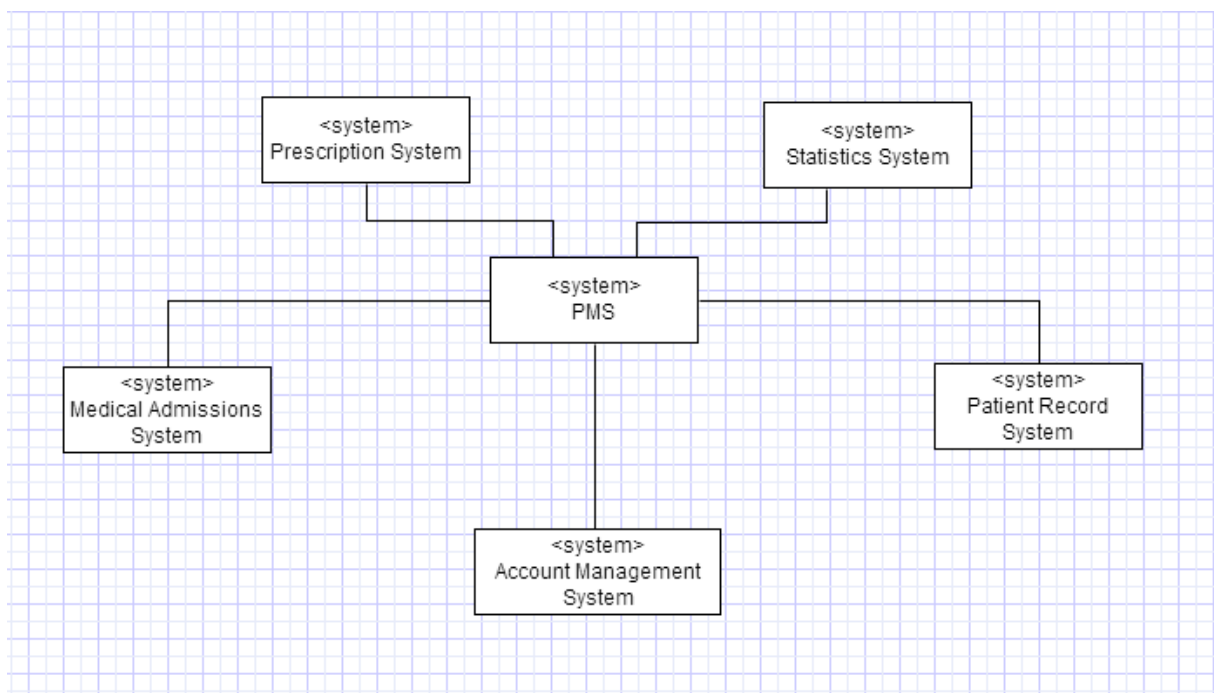 <system>
Prescription System
<system>
Statistics System
<system>
PMS
<system>
Medical Admissions
System
<system>
Patient Record
System
<system>
Account Management
System